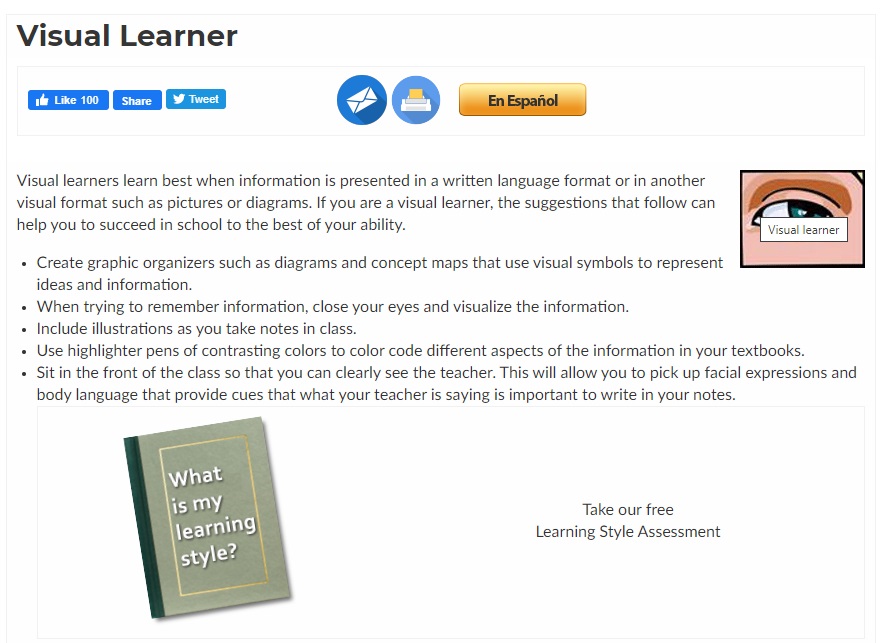 Visual Learner
Like 100
Share
Tweet
En Español
Visual learners learn best when information is presented in a written language format or in another
visual format such as pictures or diagrams. If you are a visual learner, the suggestions that follow can
help you to succeed in school to the best of your ability.
Visual learner
• Create graphic organizers such as diagrams and concept maps that use visual symbols to represent
ideas and information.
• When trying to remember information, close your eyes and visualize the information.
• Include illustrations as you take notes in class.
• Use highlighter pens of contrasting colors to color code different aspects of the information in your textbooks.
• Sit in the front of the class so that you can clearly see the teacher. This will allow you to pick up facial expressions and
body language that provide cues that what your teacher is saying is important to write in your notes.
What
is my
learning
style?
Take our free
Learning Style Assessment